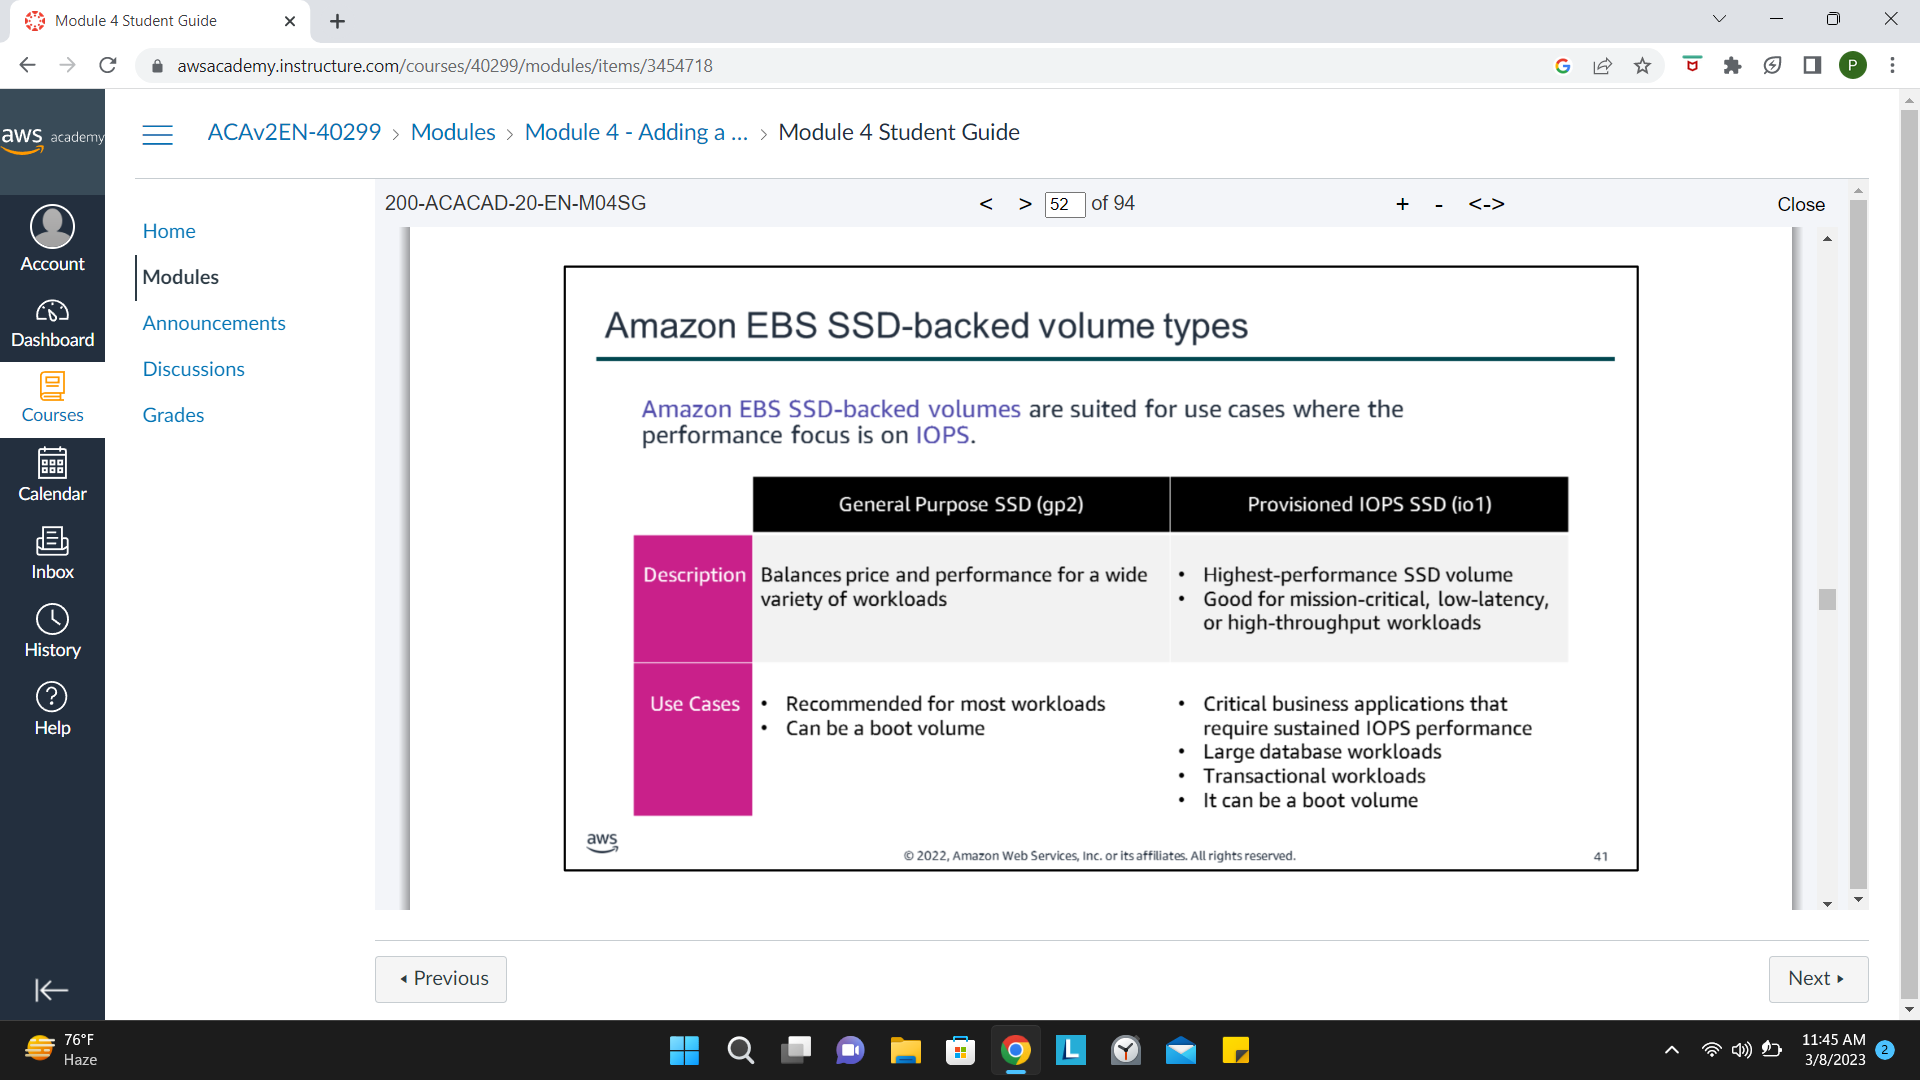 Module 4 Student Guide
awsacademy.instructure.com/courses/40299/modules/items/3454718
G
P
aws academy
ACAv2EN-40299 › Modules › Module 4 - Adding a ... › Module 4 Student Guide
Account
Dashboard
Courses
Calendar
Inbox
History
Help
Home
Modules
Announcements
Discussions
Grades
200-ACACAD-20-EN-M04SG
< > 52 of 94
+ - <-> Close
Amazon EBS SSD-backed volume types
Amazon EBS SSD-backed volumes are suited for use cases where the
performance focus is on IOPS.
General Purpose SSD (gp2)
Provisioned IOPS SSD (io1)
Description
Balances price and performance for a wide
variety of workloads
• Highest-performance SSD volume
• Good for mission-critical, low-latency,
or high-throughput workloads
Use Cases
• Recommended for most workloads
• Can be a boot volume
• Critical business applications that
require sustained IOPS performance
• Large database workloads
• Transactional workloads
• It can be a boot volume
aws
© 2022, Amazon Web Services, Inc. or its affiliates. All rights reserved.
41
Previous
Next
76°F
Haze
L
11:45 AM
3/8/2023
2